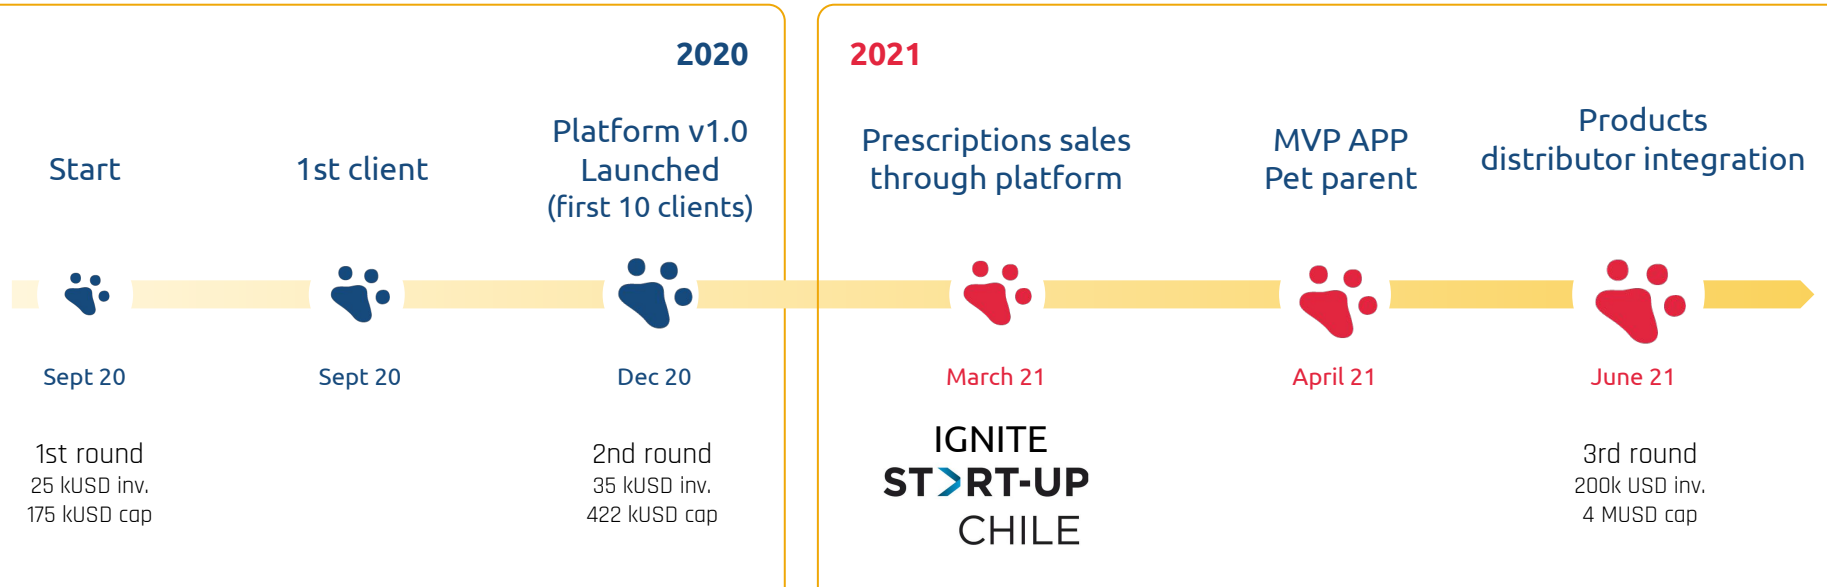 2020
2021
Start
1st client
Platform v1.0
Launched
(first 10 clients)
Prescriptions sales
through platform
MVP APP
Pet parent
Products
distributor integration
Sept 20
Sept 20
Dec 20
March 21
April 21
June 21
1st round
25 kUSD inv.
175 kUSD cap
2nd round
35 kUSD inv.
422 kUSD cap
IGNITE
START-UP
CHILE
3rd round
200k USD inv.
4 MUSD cap